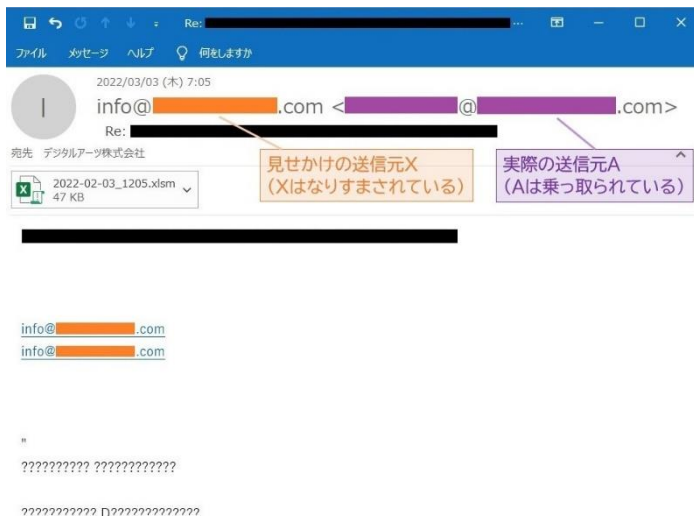 Re:
...
ファイル メッセージ ヘルプ 何をしますか
2022/03/03 (木) 7:05
I
info@ .com < @ .com>
Re:
宛先 デジタルアーツ株式会社
見せかけの送信元X
（Xはなりすまされている）
実際の送信元A
（Aは乗っ取られている）
2022-02-03_1205.xlsm
47 KB
info@ .com
info@ .com
"
?????????? ????????????
??????????? D?????????????